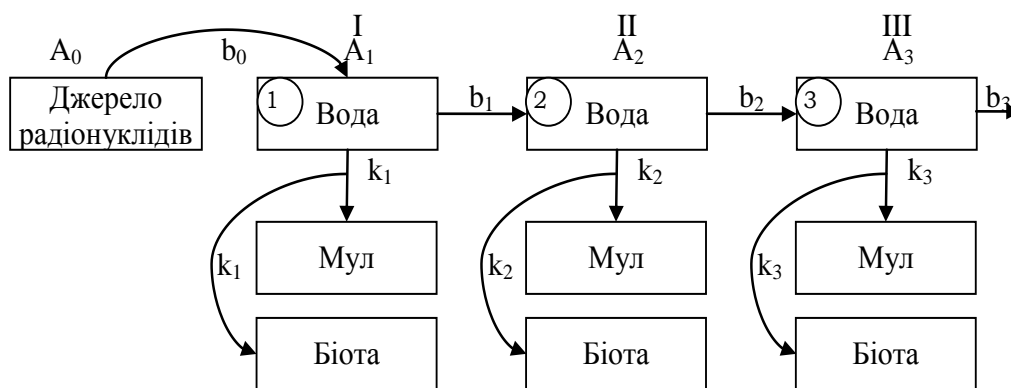 I II III
A₀ b₀ A₁ A₂ A₃
Джерело
радіонуклідів
1 Вода b₁ 2 Вода b₂ 3 Вода b₃
k₁ k₂ k₃
k₁ Мул k₂ Мул k₃ Мул
Біота Біота Біота